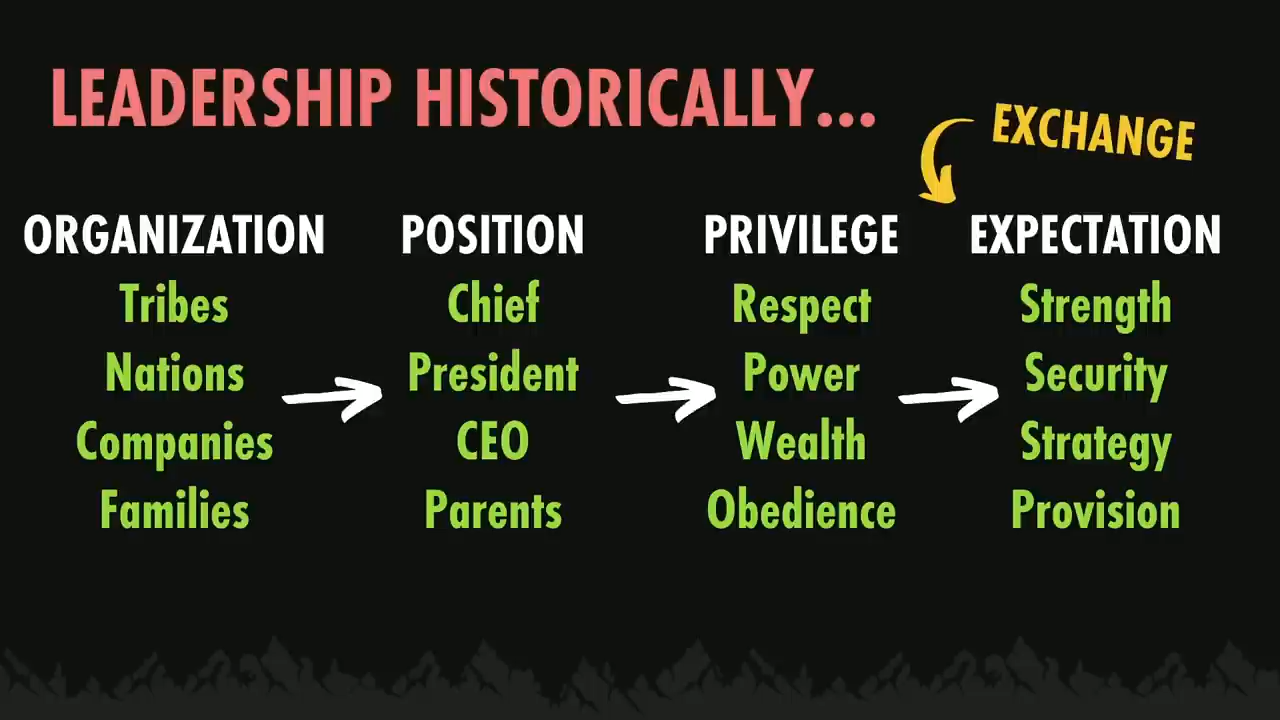 LEADERSHIP HISTORICALLY...
EXCHANGE
ORGANIZATION POSITION PRIVILEGE EXPECTATION
Tribes Chief Respect Strength
Nations President Power Security
Companies CEO Wealth Strategy
Families Parents Obedience Provision